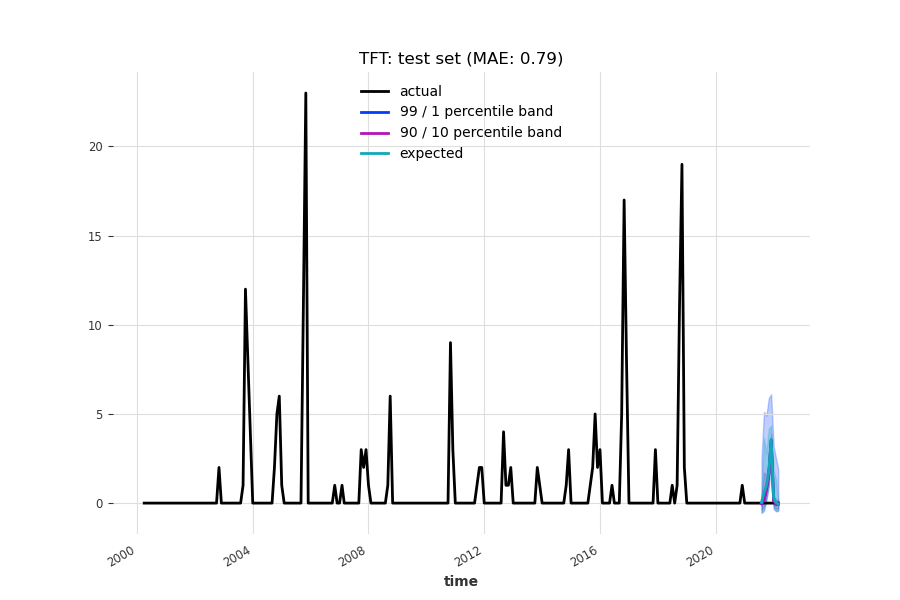 TFT: test set (MAE: 0.79)
actual
99 / 1 percentile band
90 / 10 percentile band
expected
20
15
10
5
0
2000
2004
2008
2012
2016
2020
time